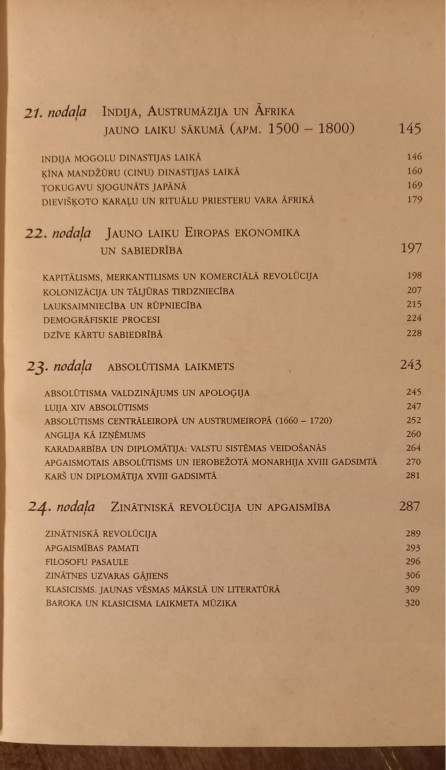 21. nodaļa Indija, Austrumāzija un Āfrika
jauno laiku sākumā (apm. 1500 – 1800) 145
Indija Mogolu dinastijas laikā 146
Ķīna Mandžūru (Cinu) dinastijas laikā 160
Tokugavu sjogunāts Japānā 169
Dievišķoto karaļu un rituālu priesteru vara Āfrikā 179
22. nodaļa Jauno laiku Eiropas ekonomika
un sabiedrība 197
Kapitālisms, merkantilisms un komerciālā revolūcija 198
Kolonizācija un tāljūras tirdzniecība 207
Lauksaimniecība un rūpniecība 215
Demogrāfiskie procesi 224
Dzīve kārtu sabiedrībā 228
23. nodaļa absolūtisma laikmets 243
Absolūtisma valdzinājums un apoloģija 245
Luija XIV absolūtisms 247
Absolūtisms Centrāleiropā un Austrumeiropā (1660 – 1720) 252
Anglija kā izņēmums 260
Karadarbība un diplomātija: valstu sistēmas veidošanās 264
Apgaismotais absolūtisms un ierobežotā monarhija XVIII gadsimtā 270
Karš un diplomātija XVIII gadsimtā 281
24. nodaļa Zinātniskā revolūcija un apgaismība 287
Zinātniskā revolūcija 289
Apgaismības pamati 293
Filosofu pasaule 296
Zinātnes uzvaras gājiens 306
Klasicisms. Jaunas vēsmas mākslā un literatūrā 309
Baroka un klasicisma laikmeta mūzika 320